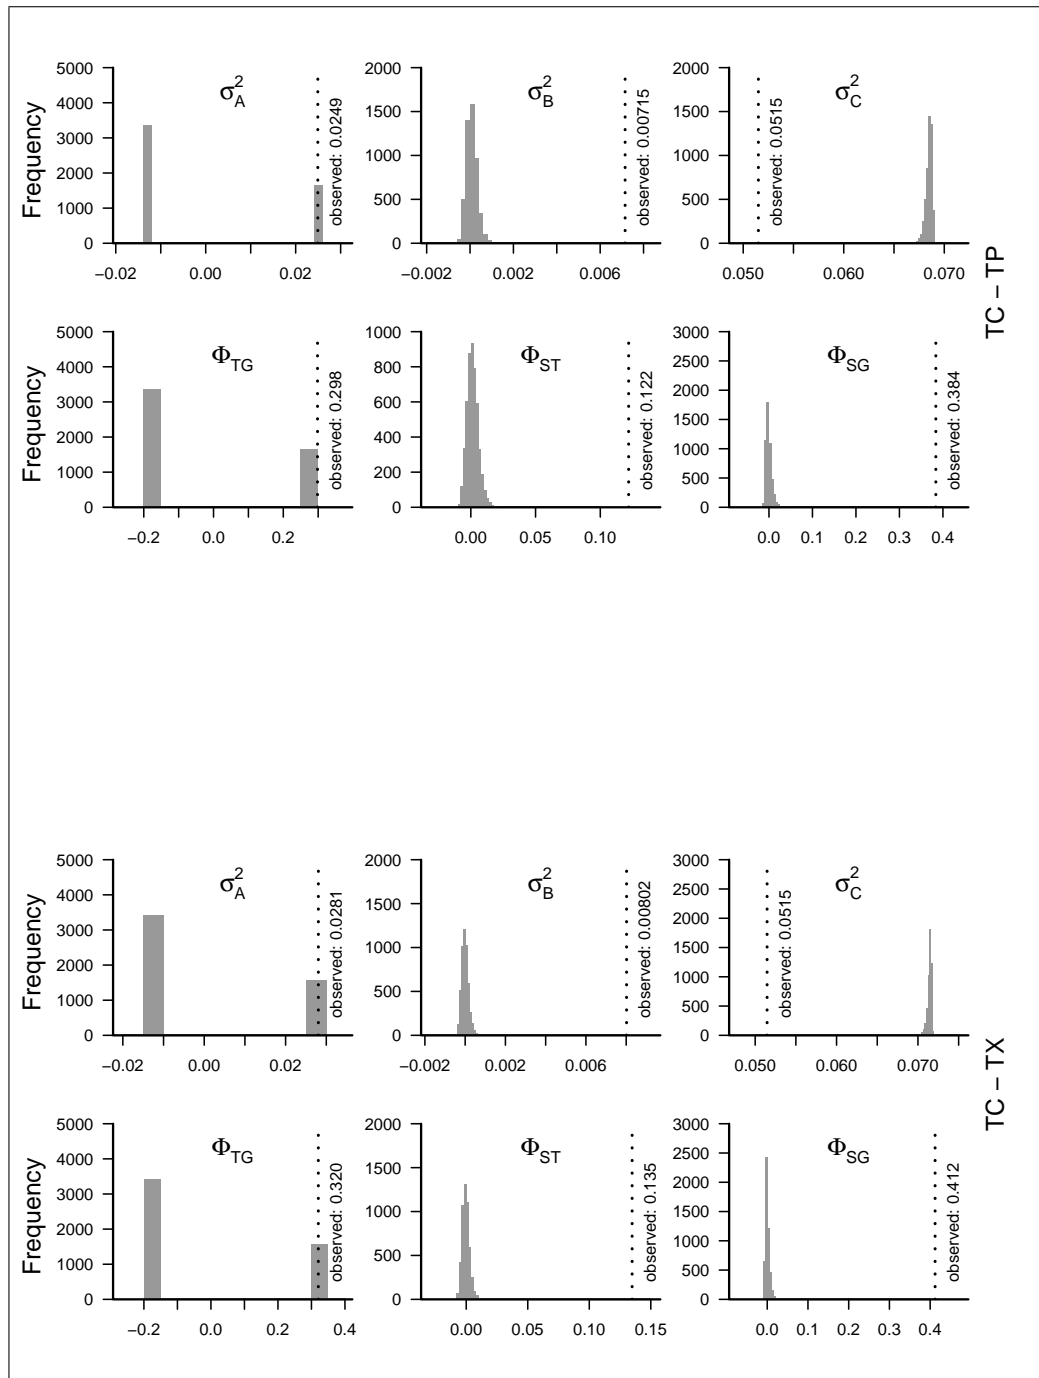 σ²A
σ²B
σ²C
Frequency
5000
4000
3000
2000
1000
0
observed: 0.0249
−0.02 0.00 0.02
2000
1500
1000
500
0
observed: 0.00715
−0.002 0.002 0.006
2000
1500
1000
500
0
observed: 0.0515
0.050 0.060 0.070
TC − TP
ΦTG
ΦST
ΦSG
Frequency
5000
4000
3000
2000
1000
0
observed: 0.298
−0.2 0.0 0.2
1000
800
600
400
200
0
observed: 0.122
0.00 0.05 0.10
3000
2500
2000
1500
1000
500
0
observed: 0.384
0.0 0.1 0.2 0.3 0.4
σ²A
σ²B
σ²C
Frequency
5000
4000
3000
2000
1000
0
observed: 0.0281
−0.02 0.00 0.02
2000
1500
1000
500
0
observed: 0.00802
−0.002 0.002 0.006
3000
2500
2000
1500
1000
500
0
observed: 0.0515
0.050 0.060 0.070
TC − TX
ΦTG
ΦST
ΦSG
Frequency
5000
4000
3000
2000
1000
0
observed: 0.320
−0.2 0.0 0.2 0.4
2000
1500
1000
500
0
observed: 0.135
0.00 0.05 0.10 0.15
3000
2500
2000
1500
1000
500
0
observed: 0.412
0.0 0.1 0.2 0.3 0.4